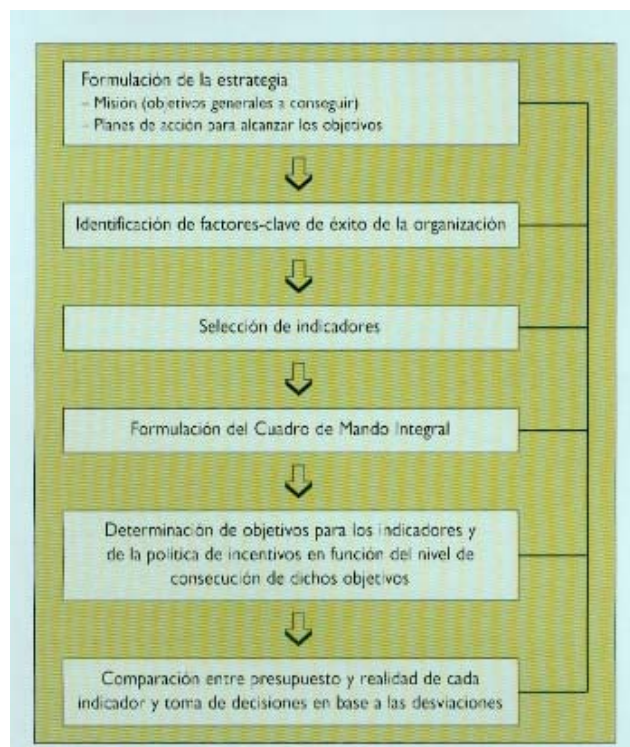 Formulación de la estrategia
– Misión (objetivos generales a conseguir)
– Planes de acción para alcanzar los objetivos
Identificación de factores-clave de éxito de la organización
Selección de indicadores
Formulación del Cuadro de Mando Integral
Determinación de objetivos para los indicadores y
de la política de incentivos en función del nivel de
consecución de dichos objetivos
Comparación entre presupuesto y realidad de cada
indicador y toma de decisiones en base a las desviaciones